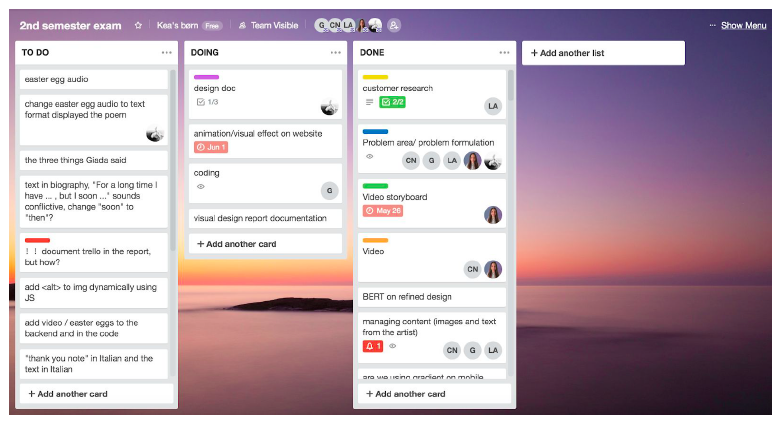 2nd semester exam
Kea's børn Free
Team Visible
G CN LA
... Show Menu
TO DO
easter egg audio
change easter egg audio to text
format displayed the poem
the three things Giada said
text in biography, "For a long time I
have ... , but I soon ..." sounds
conflictive, change "soon" to
"then"?
! ! document trello in the report,
but how?
add <alt> to img dynamically using
JS
add video / easter eggs to the
backend and in the code
"thank you note" in Italian and the
text in Italian
+ Add another card
DOING
design doc
1/3
animation/visual effect on website
Jun 1
coding
G
visual design report documentation
+ Add another card
DONE
customer research
2/2
LA
Problem area/ problem formulation
CN G LA
Video storyboard
May 26
Video
CN
BERT on refined design
managing content (images and text
from the artist)
1
CN G LA
are we using gradient on mobile
+ Add another card
+ Add another list